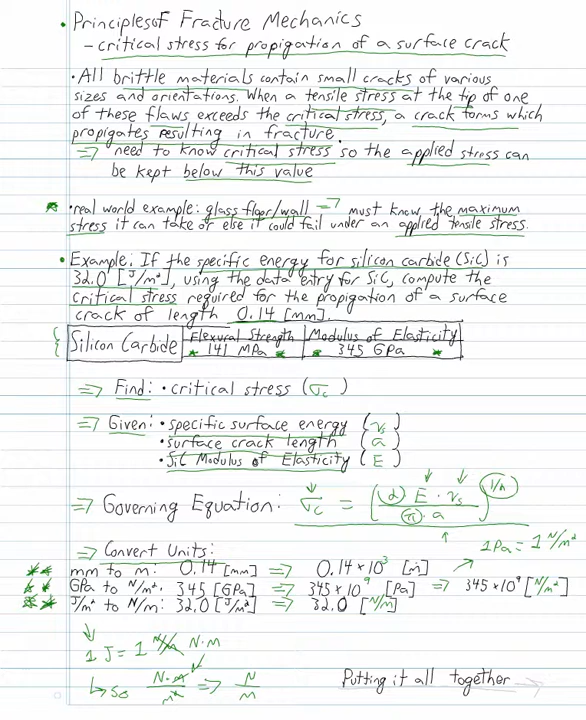 • Principles of Fracture Mechanics
- critical stress for propigation of a surface crack
• All brittle materials contain small cracks of various
sizes and orientations. When a tensile stress at the tip of one
of these flaws exceeds the critical stress, a crack forms which
propigates resulting in fracture.
⇒ need to know critical stress so the applied stress can
be kept below this value
* • real world example: glass floor/wall ⇒ must know the maximum
stress it can take or else it could fail under an applied tensile stress.
• Example: If the specific energy for silicon carbide (SiC) is
32.0 [J/m²], using the data entry for SiC, compute the
critical stress required for the propigation of a surface
crack of length 0.14 [mm].
Silicon Carbide | Flexural Strength | Modulus of Elasticity
* 141 MPa * | * 345 GPa *
⇒ Find: • critical stress (σc)
⇒ Given: • specific surface energy (γs)
• surface crack length (a)
• SiC Modulus of Elasticity (E)
⇒ Governing Equation: σc = ((2) E · γs / (π) · a)^(1/2)
1 Pa = 1 N/m²
⇒ Convert Units:
** mm to m: 0.14 [mm] ⇒ 0.14 × 10³ [m]
** GPa to N/m²: 345 [GPa] ⇒ 345 × 10⁹ [Pa] ⇒ 345 × 10⁹ [N/m²]
** J/m² to N/m: 32.0 [J/m²] ⇒ 32.0 [N/m]
1 J = 1 N·m
↳ so N·m/m² ⇒ N/m
Putting it all together →